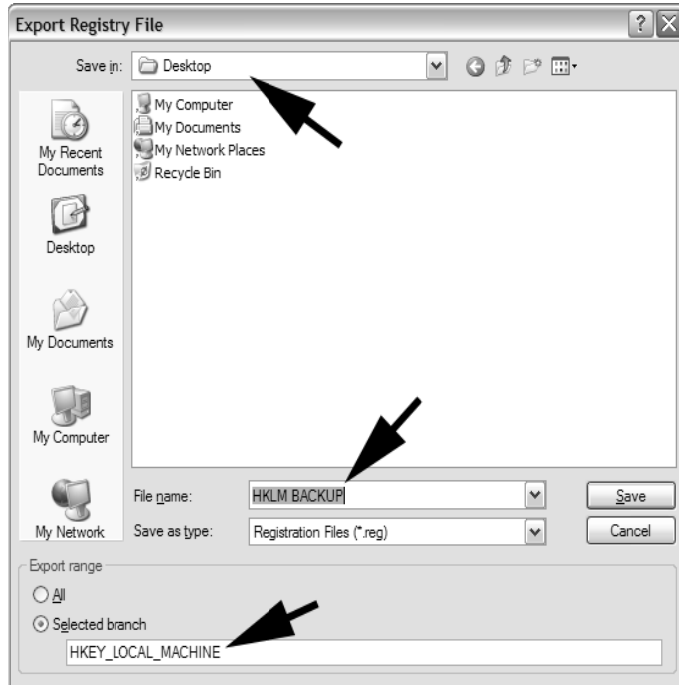 Export Registry File
Save in: Desktop
My Recent
Documents
Desktop
My Documents
My Computer
My Network
My Computer
My Documents
My Network Places
Recycle Bin
File name: HKLM BACKUP Save
Save as type: Registration Files (*.reg) Cancel
Export range
All
Selected branch
HKEY_LOCAL_MACHINE